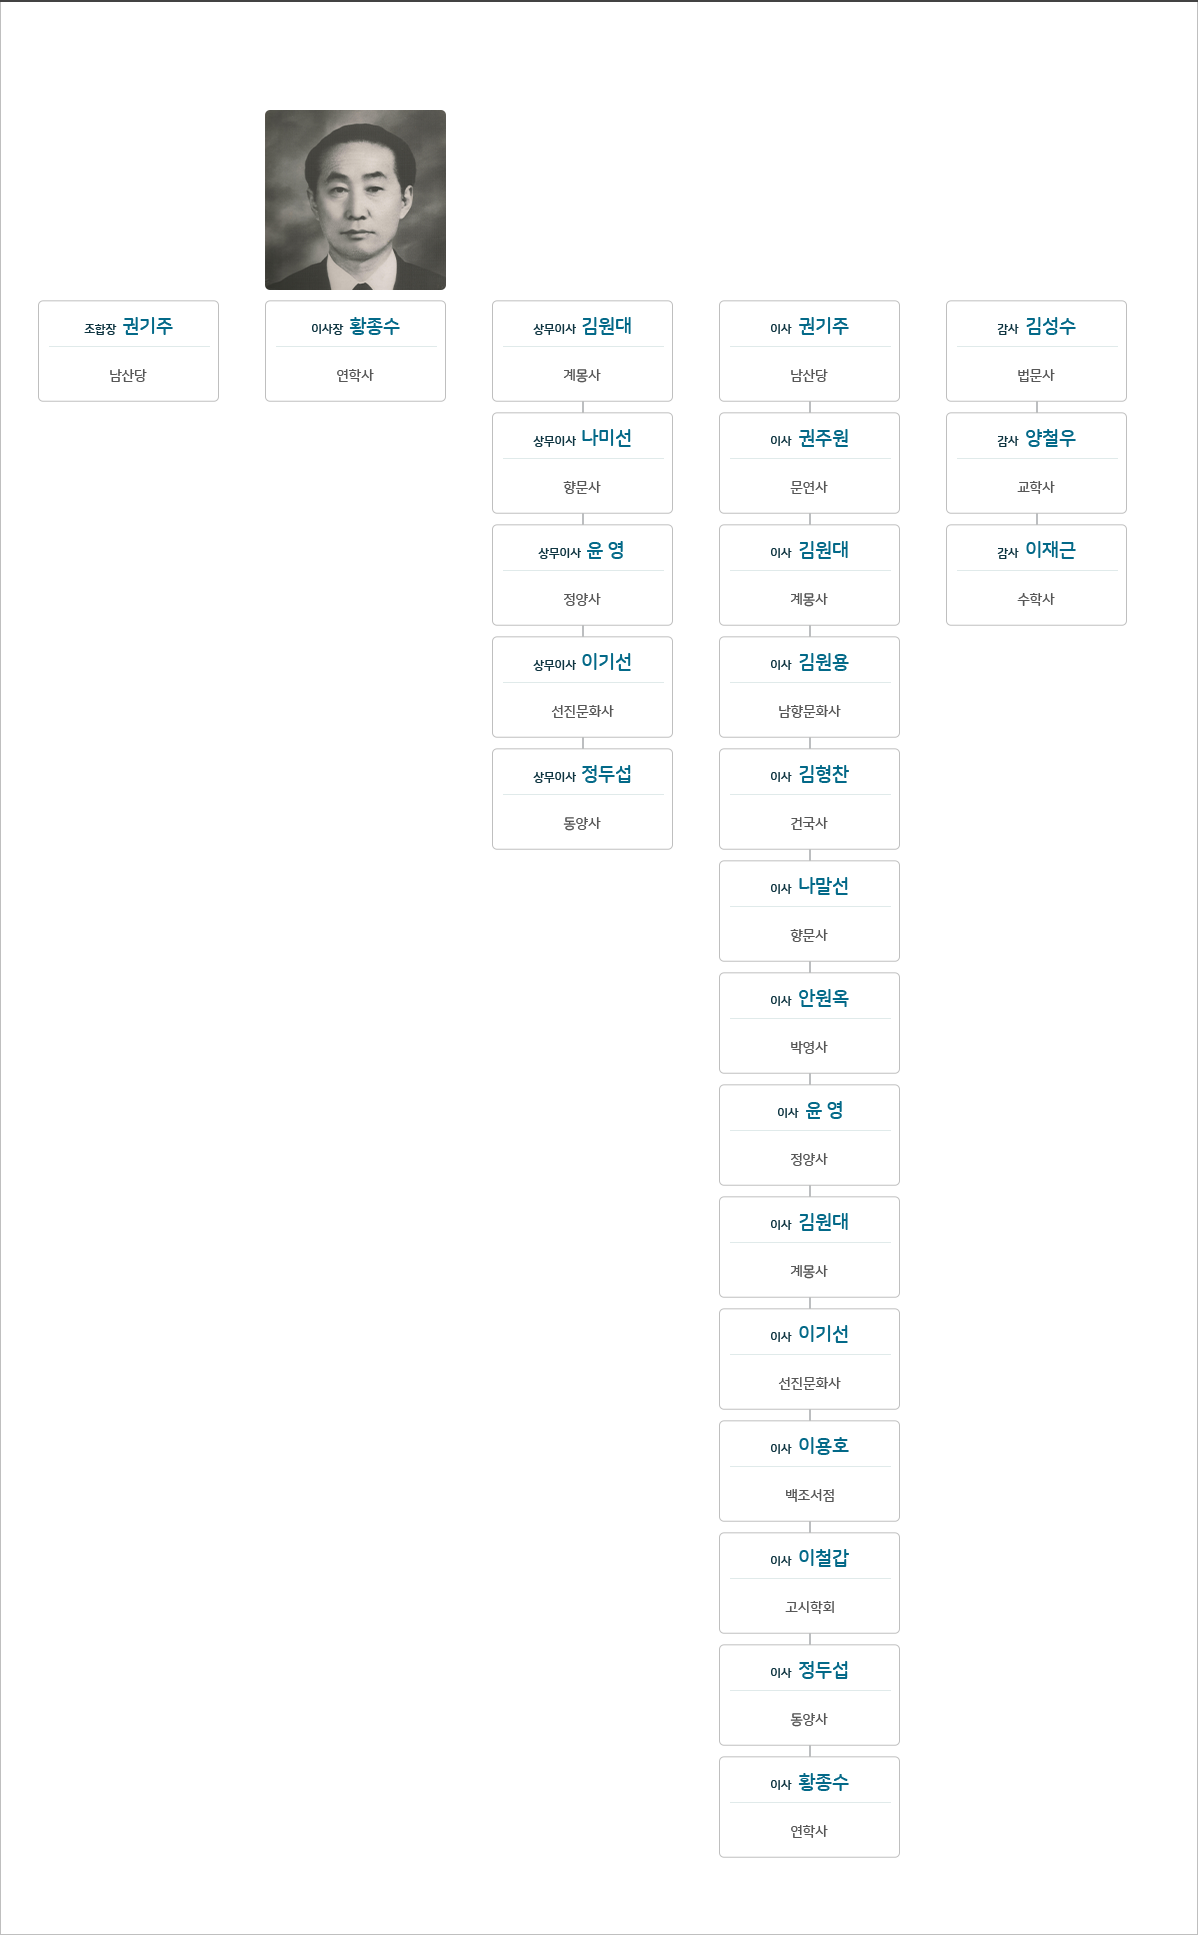 조합장 권기주
남산당
이사장 황종수
연학사
상무이사 김원대
계몽사
상무이사 나미선
향문사
상무이사 윤 영
정양사
상무이사 이기선
선진문화사
상무이사 정두섭
동양사
이사 권기주
남산당
이사 권주원
문연사
이사 김원대
계몽사
이사 김원용
남향문화사
이사 김형찬
건국사
이사 나말선
향문사
이사 안원옥
박영사
이사 윤 영
정양사
이사 김원대
계몽사
이사 이기선
선진문화사
이사 이용호
백조서점
이사 이철갑
고시학회
이사 정두섭
동양사
이사 황종수
연학사
감사 김성수
법문사
감사 양철우
교학사
감사 이재근
수학사